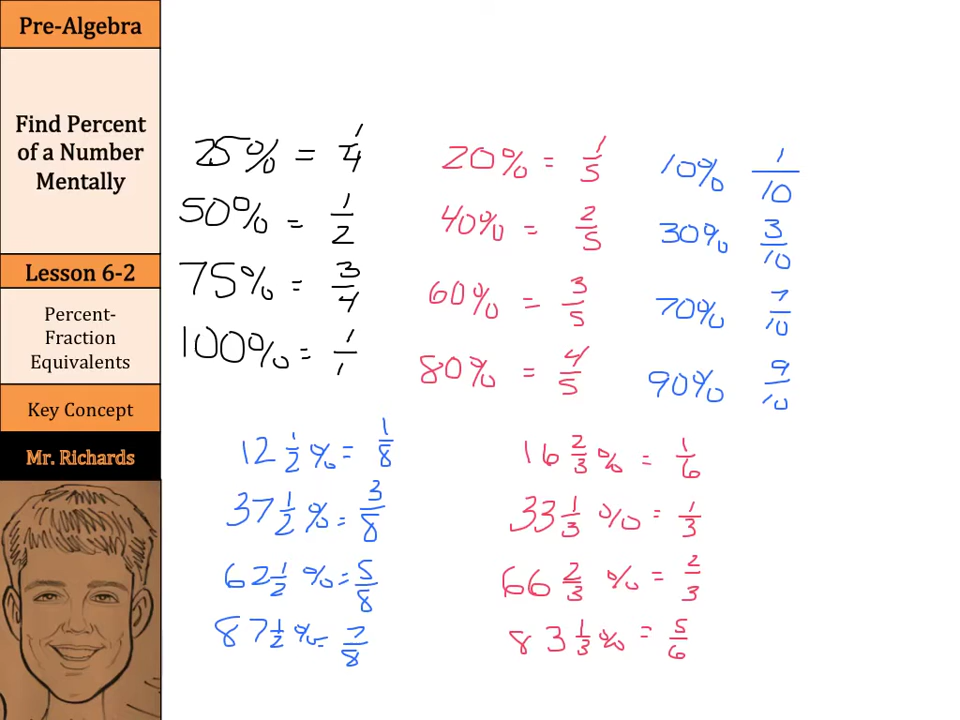 Pre-Algebra
Find Percent
of a Number
Mentally
Lesson 6-2
Percent-
Fraction
Equivalents
Key Concept
Mr. Richards
25% = 1/4
50% = 1/2
75% = 3/4
100% = 1/1
20% = 1/5
40% = 2/5
60% = 3/5
80% = 4/5
10% 1/10
30% 3/10
70% 7/10
90% 9/10
12 1/2 % = 1/8
37 1/2 % = 3/8
62 1/2 % = 5/8
87 1/2 % = 7/8
16 2/3 % = 1/6
33 1/3 % = 1/3
66 2/3 % = 2/3
83 1/3 % = 5/6